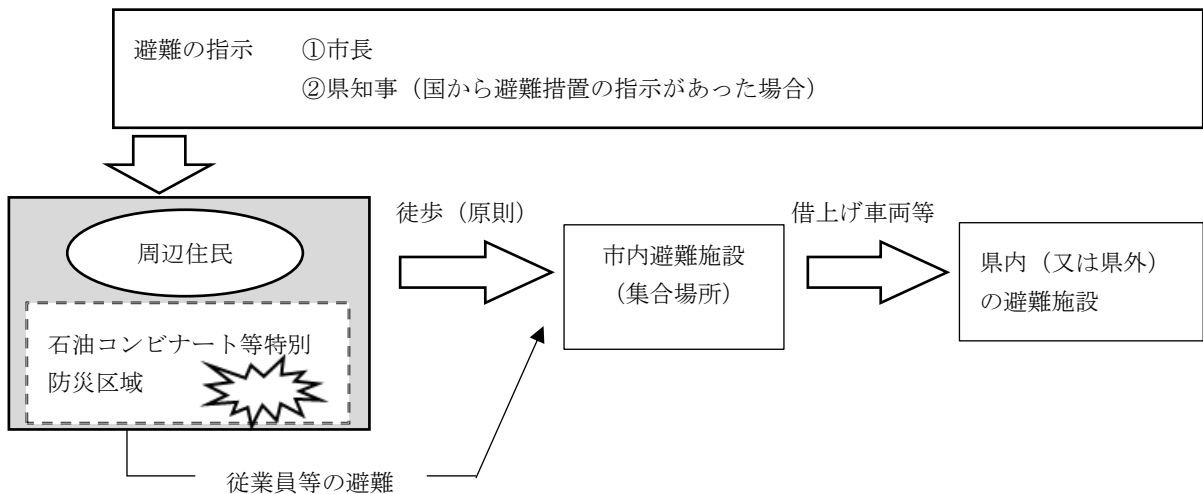 避難の指示　　①市長
②県知事（国から避難措置の指示があった場合）
周辺住民
石油コンビナート等特別
防災区域
徒歩（原則）
市内避難施設
（集合場所）
借上げ車両等
県内（又は県外）
の避難施設
従業員等の避難